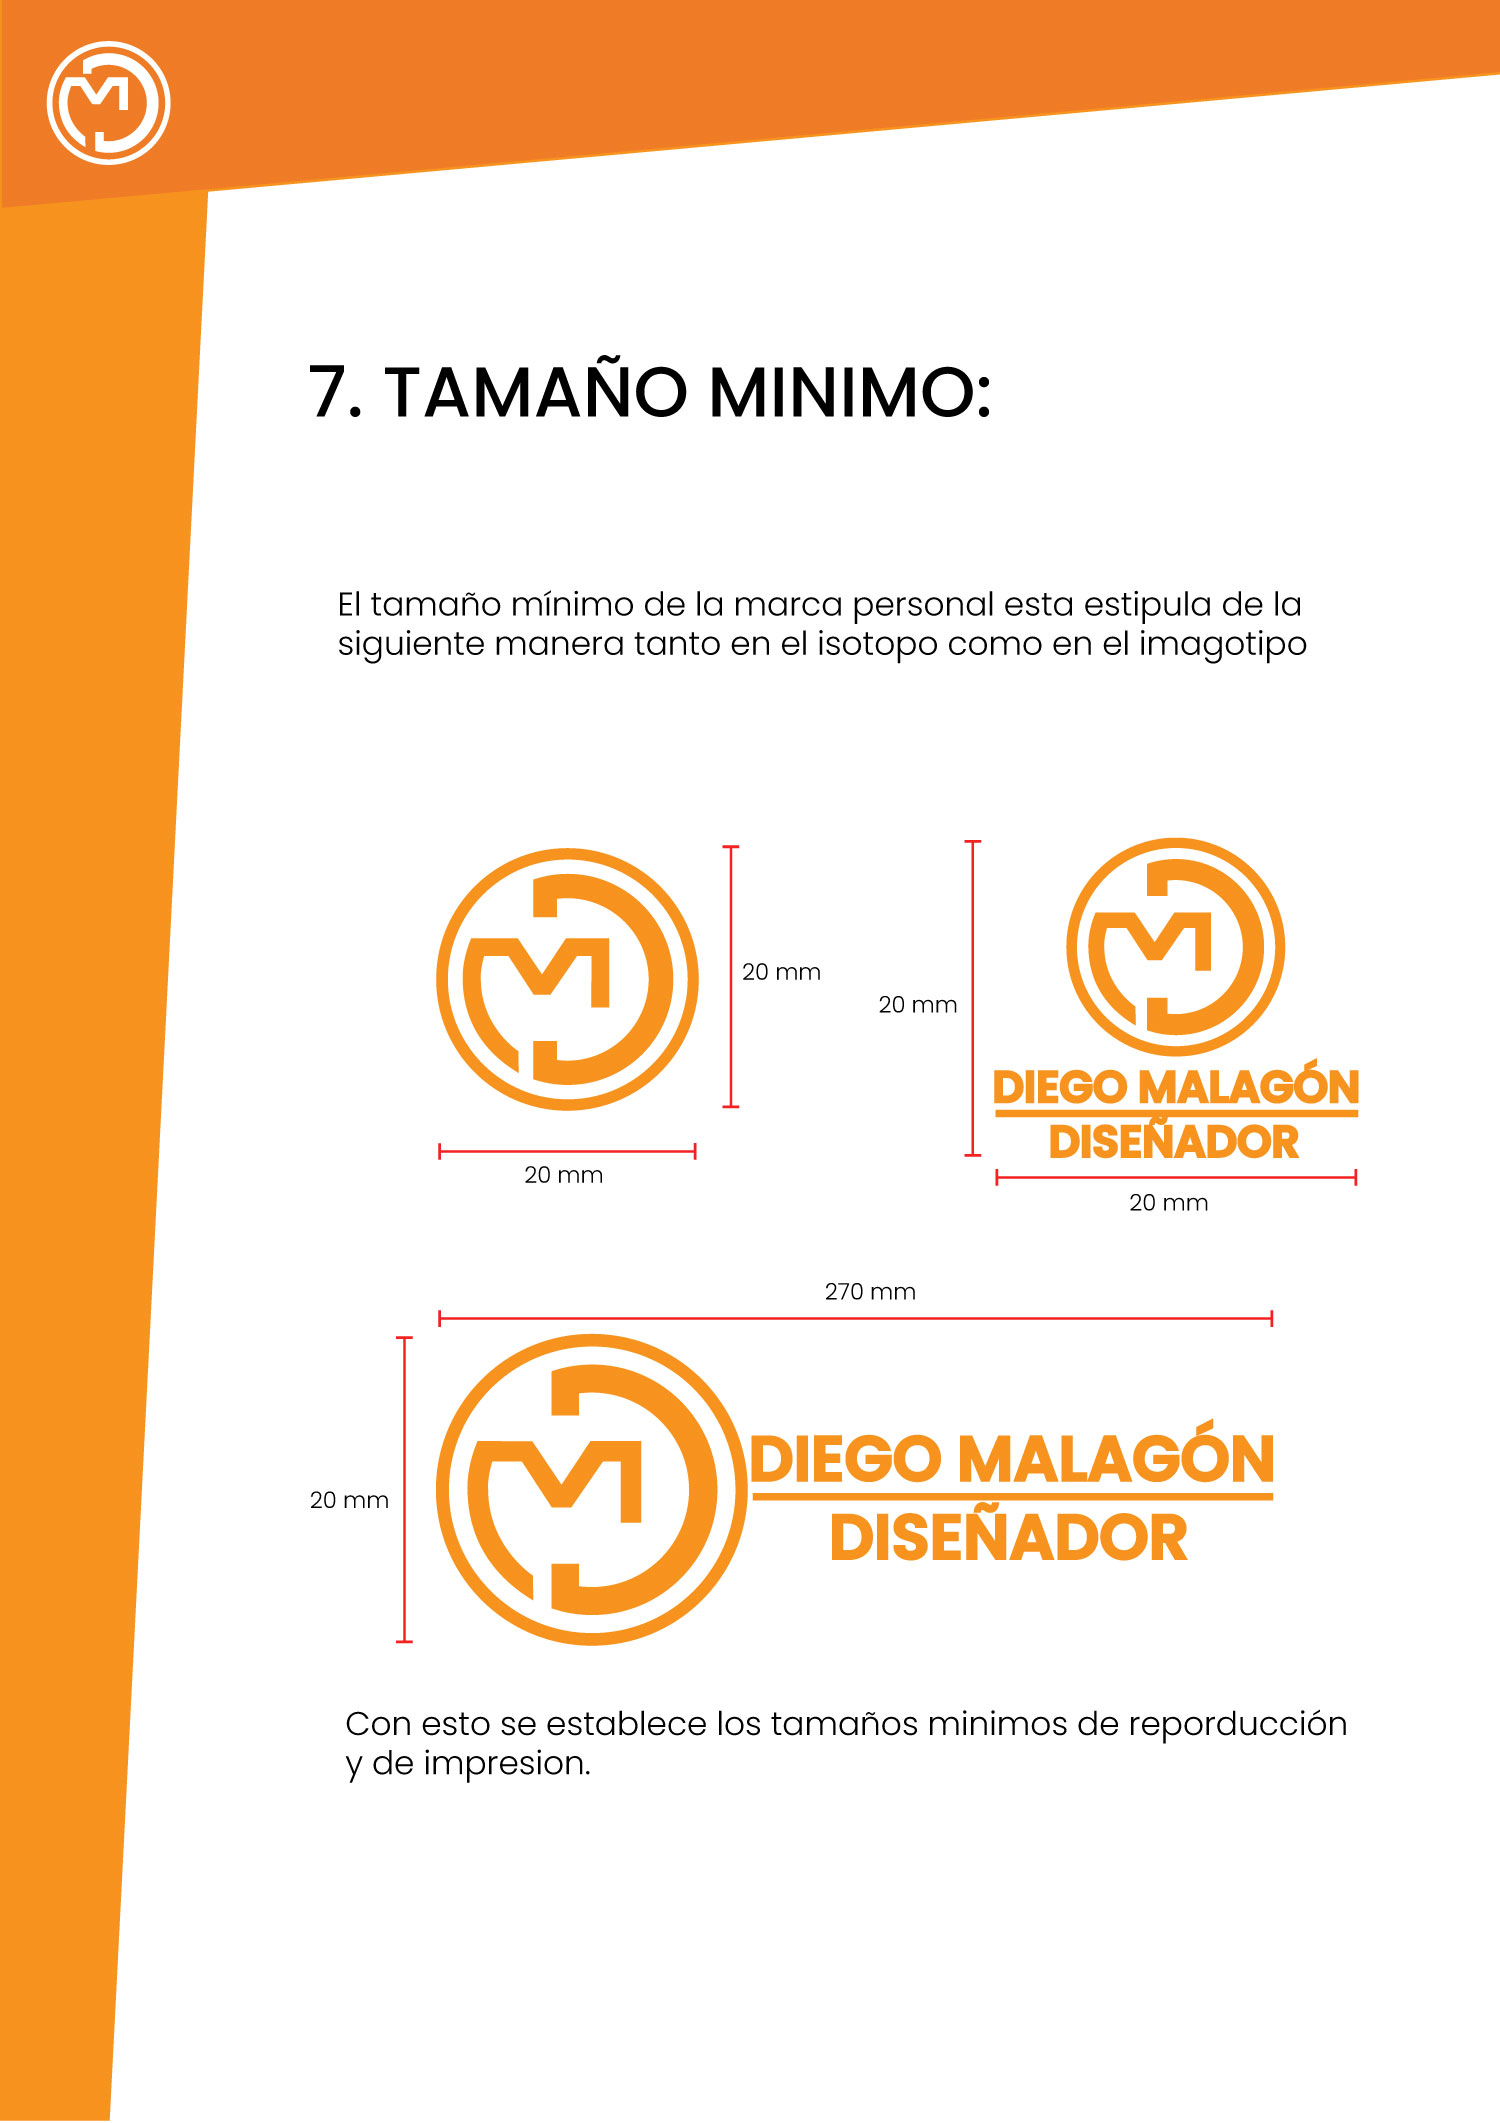 7. TAMAÑO MINIMO:
El tamaño mínimo de la marca personal esta estipula de la
siguiente manera tanto en el isotopo como en el imagotipo
20 mm
20 mm
20 mm
DIEGO MALAGÓN
DISEÑADOR
20 mm
270 mm
20 mm
DIEGO MALAGÓN
DISEÑADOR
Con esto se establece los tamaños minimos de reporducción
y de impresion.